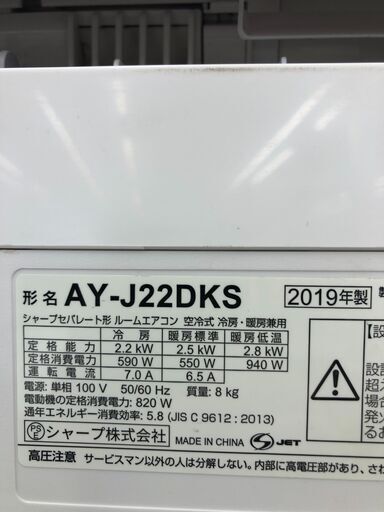 形名 AY-J22DKS 2019年製
シャープセパレート形 ルームエアコン 空冷式 冷房・暖房兼用
冷房 暖房標準 暖房低温
定格能力 2.2 kW 2.5 kW 2.8 kW
定格消費電力 590 W 550 W 940 W
運転電流 7.0 A 6.5 A
電源: 単相 100 V 50/60 Hz 質量: 8 kg
電動機の定格消費電力: 820 W
通年エネルギー消費効率: 5.8 (JIS C 9612 : 2013)
PSE シャープ株式会社 MADE IN CHINA JET
高圧注意 サービスマン以外の人は分解しない。内部に高電圧部があり、